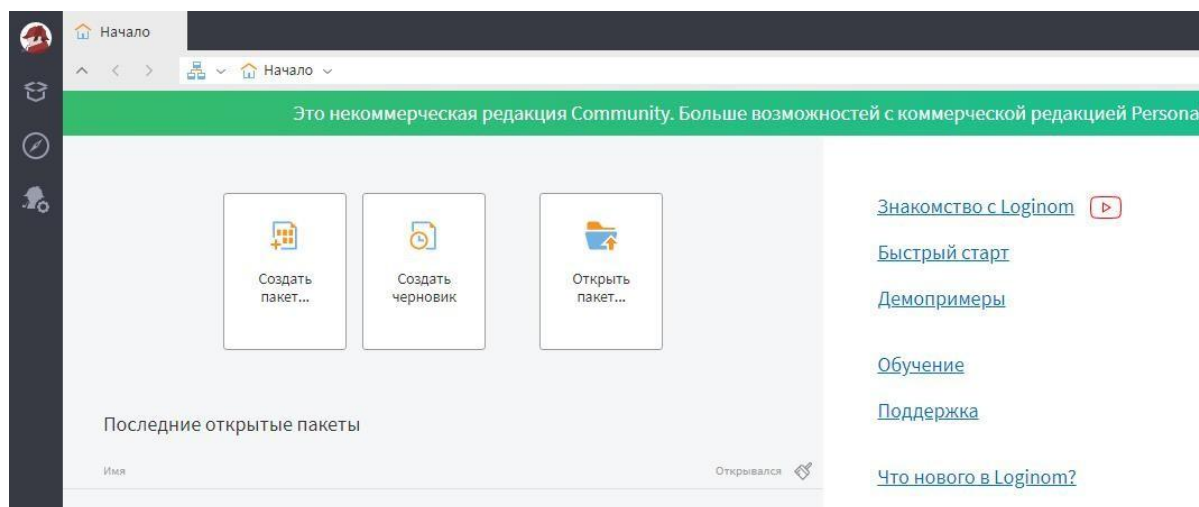 Начало
Начало
Это некоммерческая редакция Community. Больше возможностей с коммерческой редакцией Persona
Создать
пакет...
Создать
черновик
Открыть
пакет...
Последние открытые пакеты
Имя
Открывался
Знакомство с Loginom
Быстрый старт
Демопримеры
Обучение
Поддержка
Что нового в Loginom?